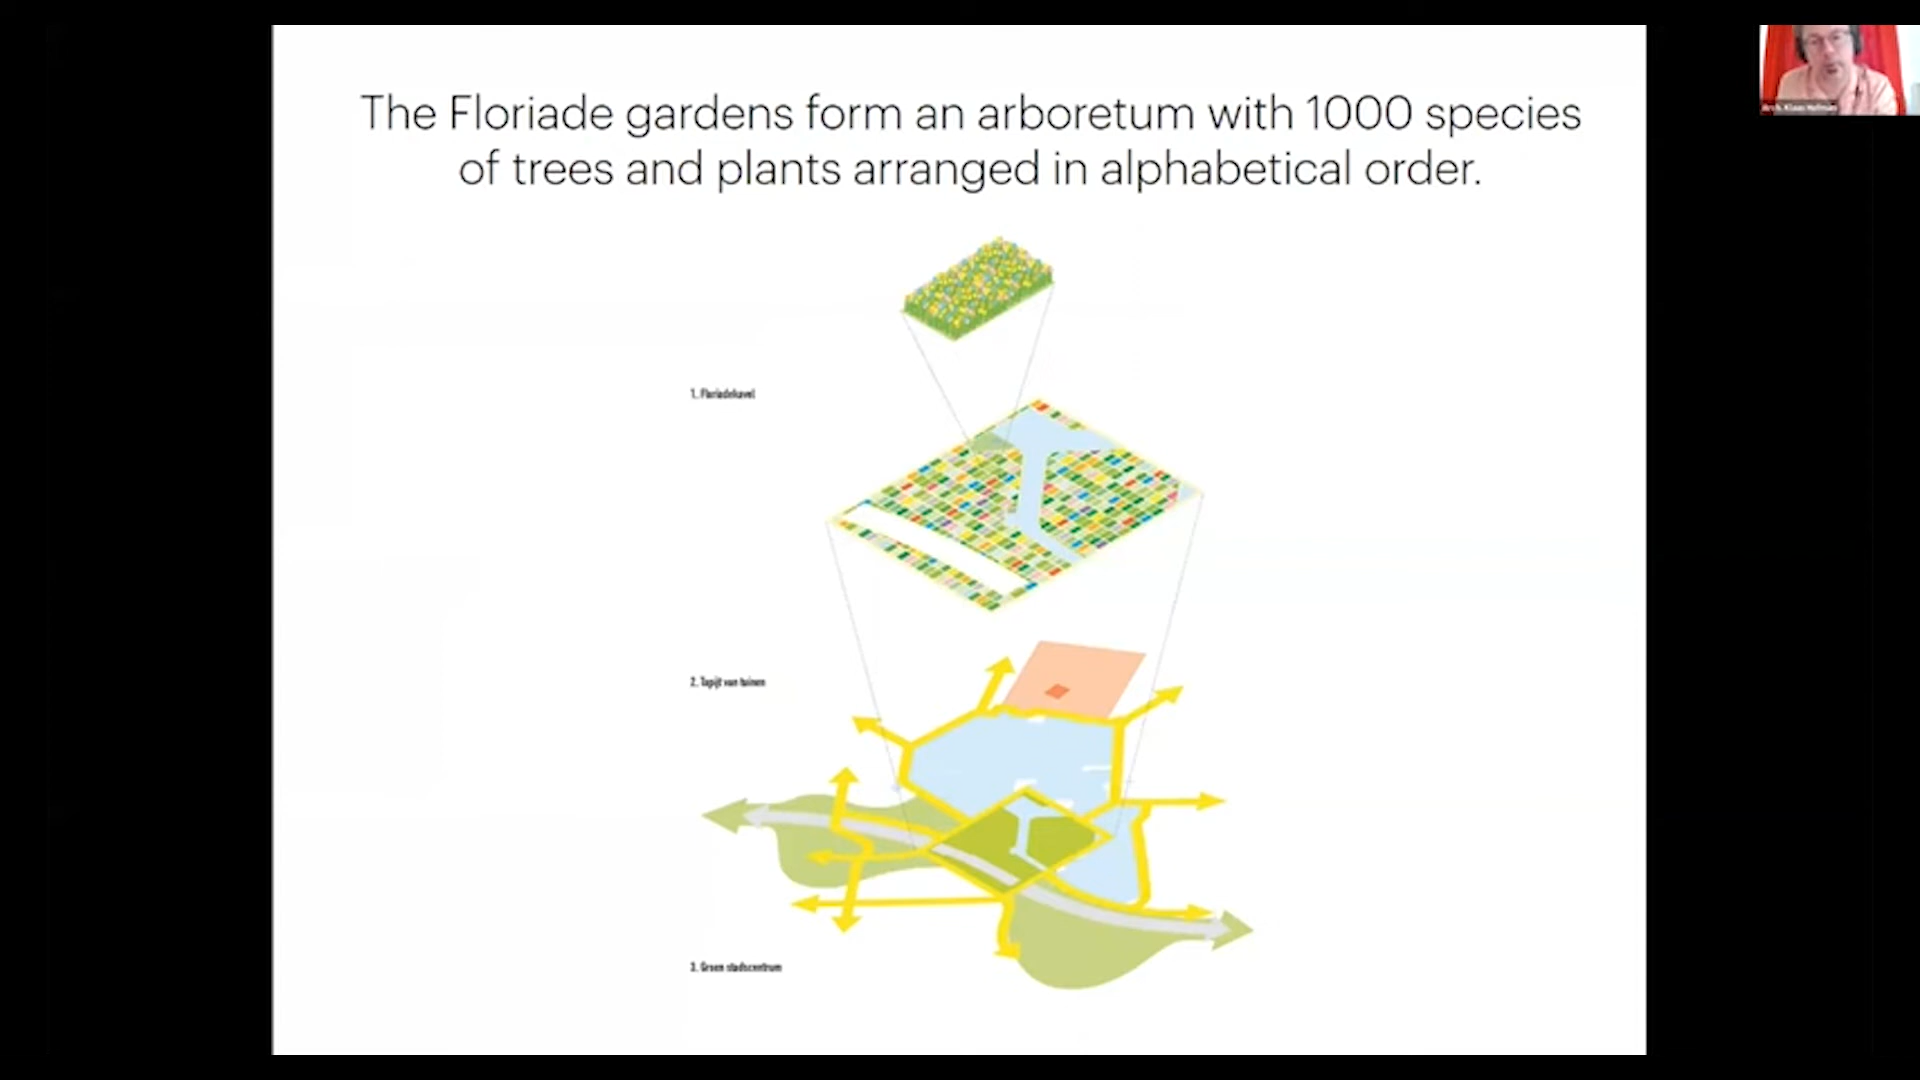 The Floriade gardens form an arboretum with 1000 species
of trees and plants arranged in alphabetical order.
1. Floriadekavel
2. Tapijt van tuinen
3. Groen stadscentrum